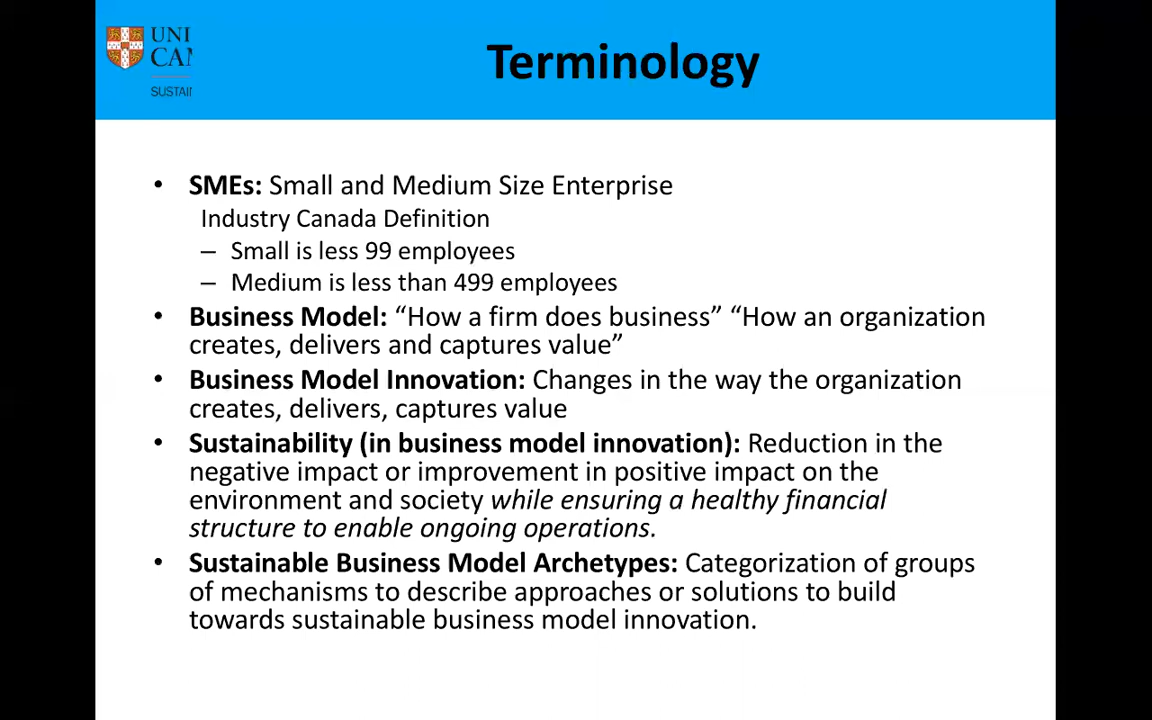 UNI
CAM
SUSTAI
Terminology
• SMEs: Small and Medium Size Enterprise
Industry Canada Definition
– Small is less 99 employees
– Medium is less than 499 employees
• Business Model: “How a firm does business” “How an organization
creates, delivers and captures value”
• Business Model Innovation: Changes in the way the organization
creates, delivers, captures value
• Sustainability (in business model innovation): Reduction in the
negative impact or improvement in positive impact on the
environment and society while ensuring a healthy financial
structure to enable ongoing operations.
• Sustainable Business Model Archetypes: Categorization of groups
of mechanisms to describe approaches or solutions to build
towards sustainable business model innovation.